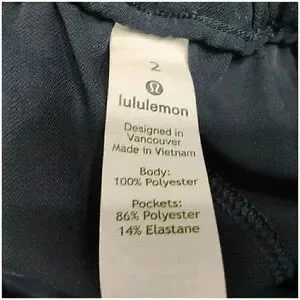 2
lululemon
Designed in
Vancouver
Made in Vietnam
Body:
100% Polyester
Pockets:
86% Polyester
14% Elastane